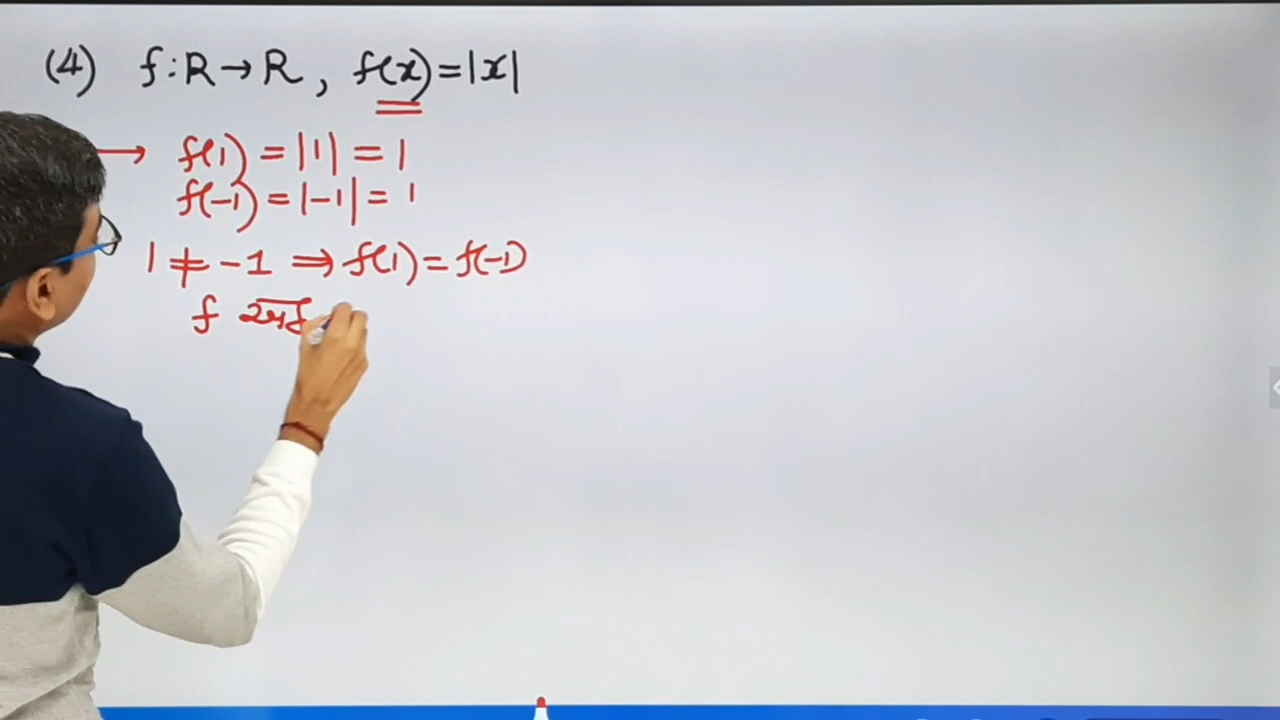 (4) f : R → R , f(x) = |x|
→ f(1) = |1| = 1
f(-1) = |-1| = 1
1 ≠ -1 ⇒ f(1) = f(-1)
f